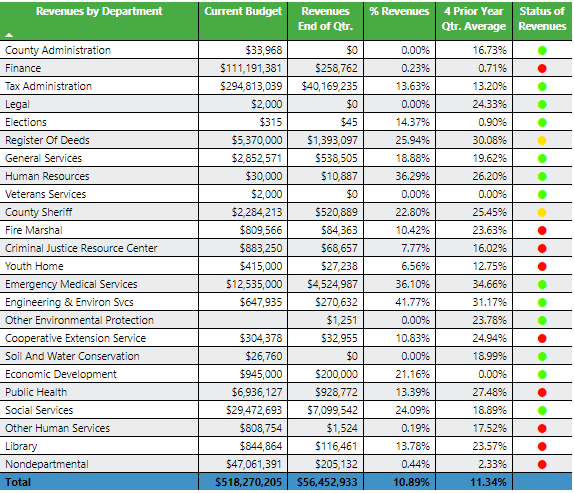 Revenues by Department Current Budget Revenues % Revenues 4 Prior Year Status of
End of Qtr. Qtr. Average Revenues
County Administration $33,968 $0 0.00% 16.73%
Finance $111,191,381 $258,762 0.23% 0.71%
Tax Administration $294,813,039 $40,169,235 13.63% 13.20%
Legal $2,000 $0 0.00% 24.33%
Elections $315 $45 14.37% 0.90%
Register Of Deeds $5,370,000 $1,393,097 25.94% 30.08%
General Services $2,852,571 $538,505 18.88% 19.62%
Human Resources $30,000 $10,887 36.29% 26.20%
Veterans Services $2,000 $0 0.00% 0.00%
County Sheriff $2,284,213 $520,889 22.80% 25.45%
Fire Marshal $809,566 $84,363 10.42% 23.63%
Criminal Justice Resource Center $883,250 $68,657 7.77% 16.02%
Youth Home $415,000 $27,238 6.56% 12.75%
Emergency Medical Services $12,535,000 $4,524,987 36.10% 34.66%
Engineering & Environ Svcs $647,935 $270,632 41.77% 31.17%
Other Environmental Protection $1,251 0.00% 23.78%
Cooperative Extension Service $304,378 $32,955 10.83% 24.94%
Soil And Water Conservation $26,760 $0 0.00% 18.99%
Economic Development $945,000 $200,000 21.16% 0.00%
Public Health $6,936,127 $928,772 13.39% 27.48%
Social Services $29,472,693 $7,099,542 24.09% 18.89%
Other Human Services $808,754 $1,524 0.19% 17.52%
Library $844,864 $116,461 13.78% 23.57%
Nondepartmental $47,061,391 $205,132 0.44% 2.33%
Total $518,270,205 $56,452,933 10.89% 11.34%